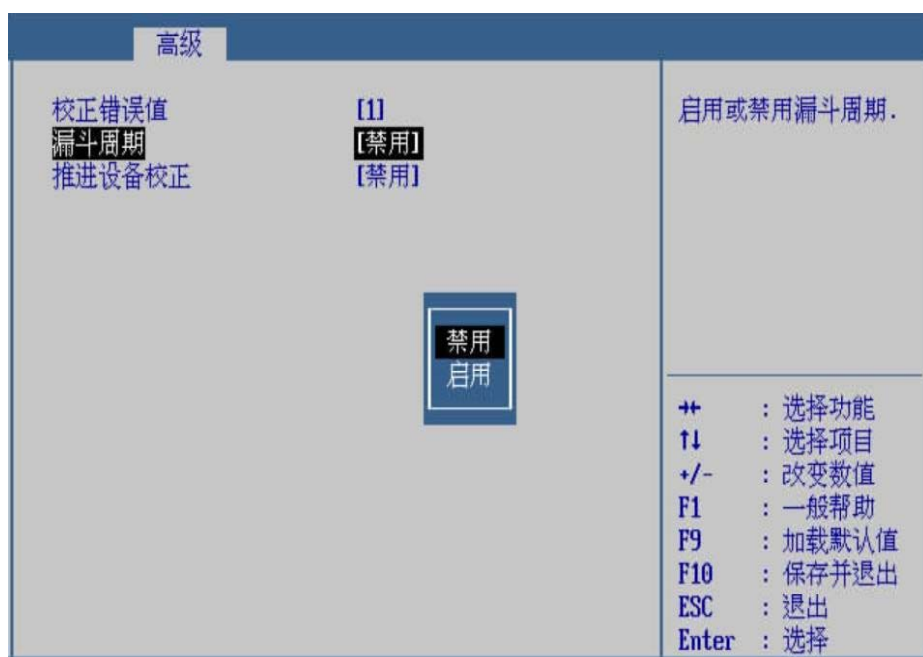 高级
校正错误值 [1]
漏斗周期 [禁用]
推进设备校正 [禁用]
禁用
启用
启用或禁用漏斗周期.
→← : 选择功能
↑↓ : 选择项目
+/- : 改变数值
F1 : 一般帮助
F9 : 加载默认值
F10 : 保存并退出
ESC : 退出
Enter : 选择